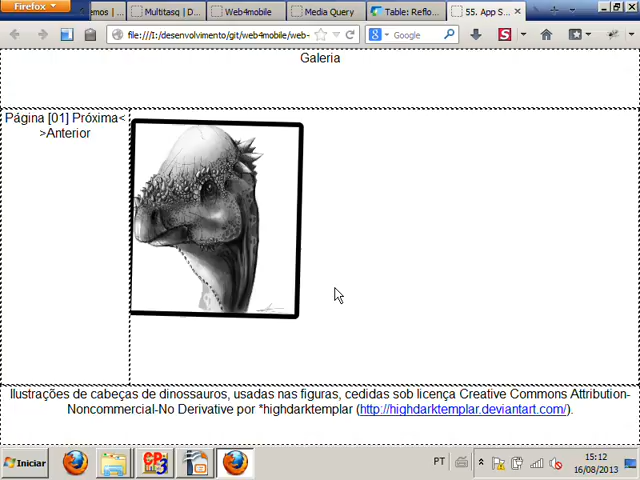 Firefox
emos | ...
Multitasq | D...
Web4mobile
Media Query
Table: Reflo...
55. App S...
file:///I:/desenvolvimento/git/web4mobile/web-
Google
Galeria
Página [01] Próxima<
>Anterior
Ilustrações de cabeças de dinossauros, usadas nas figuras, cedidas sob licença Creative Commons Attribution-
Noncommercial-No Derivative por *highdarktemplar (http://highdarktemplar.deviantart.com/).
Iniciar
PT
15:12
16/08/2013